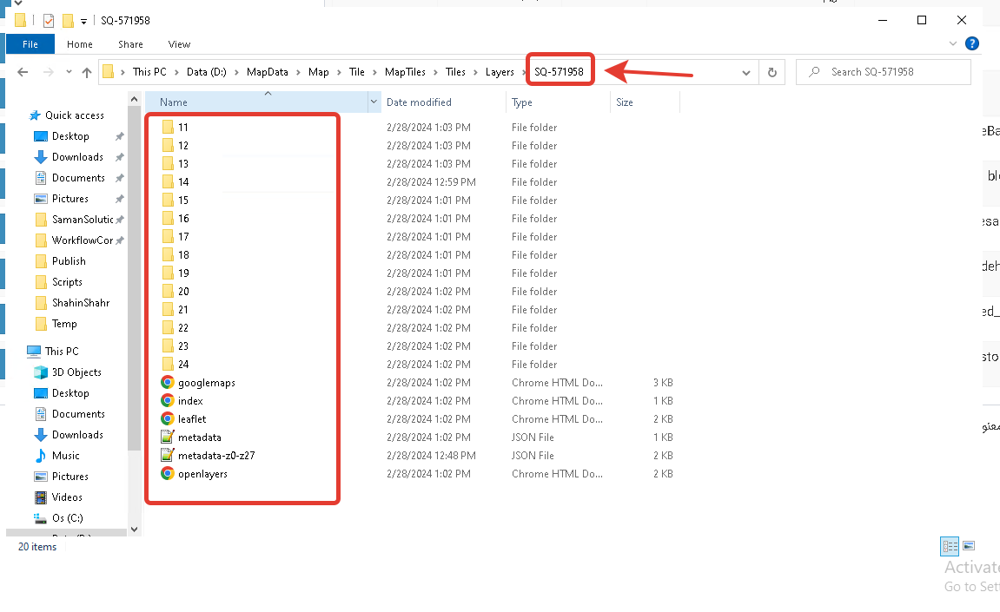 SQ-571958
File Home Share View
This PC Data (D:) MapData Map Tile MapTiles Tiles Layers SQ-571958 Search SQ-571958
Name Date modified Type Size
Quick access
Desktop
Downloads
Documents
Pictures
SamanSolutic
WorkflowCor
Publish
Scripts
ShahinShahr
Temp
This PC
3D Objects
Desktop
Documents
Downloads
Music
Pictures
Videos
Os (C:)
11 2/28/2024 1:03 PM File folder
12 2/28/2024 1:03 PM File folder
13 2/28/2024 1:03 PM File folder
14 2/28/2024 12:59 PM File folder
15 2/28/2024 1:01 PM File folder
16 2/28/2024 1:01 PM File folder
17 2/28/2024 1:01 PM File folder
18 2/28/2024 1:01 PM File folder
19 2/28/2024 1:01 PM File folder
20 2/28/2024 1:02 PM File folder
21 2/28/2024 1:02 PM File folder
22 2/28/2024 1:02 PM File folder
23 2/28/2024 1:02 PM File folder
24 2/28/2024 1:02 PM File folder
googlemaps 2/28/2024 1:02 PM Chrome HTML Do... 3 KB
index 2/28/2024 1:02 PM Chrome HTML Do... 1 KB
leaflet 2/28/2024 1:02 PM Chrome HTML Do... 2 KB
metadata 2/28/2024 1:02 PM JSON File 1 KB
metadata-z0-z27 2/28/2024 12:48 PM JSON File 2 KB
openlayers 2/28/2024 1:02 PM Chrome HTML Do... 2 KB
20 items
Activate
Go to Sett